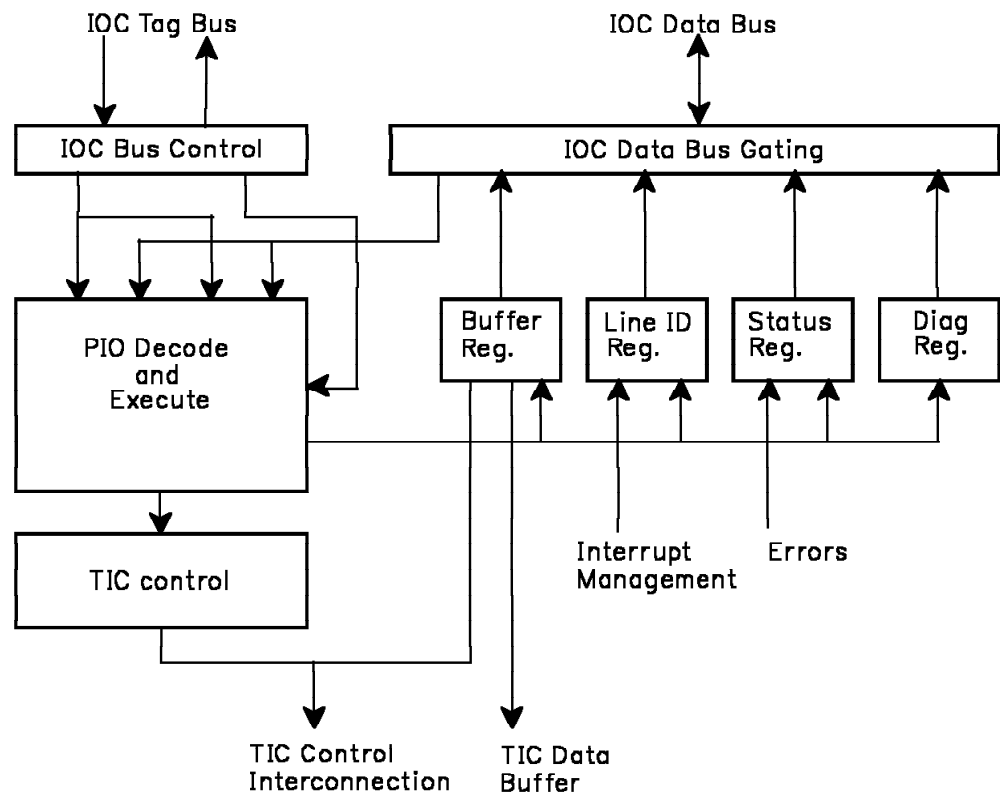 IOC Tag Bus
IOC Data Bus
IOC Bus Control
IOC Data Bus Gating
PIO Decode
and
Execute
Buffer
Reg.
Line ID
Reg.
Status
Reg.
Diag
Reg.
Interrupt
Management
Errors
TIC control
TIC Control
Interconnection
TIC Data
Buffer